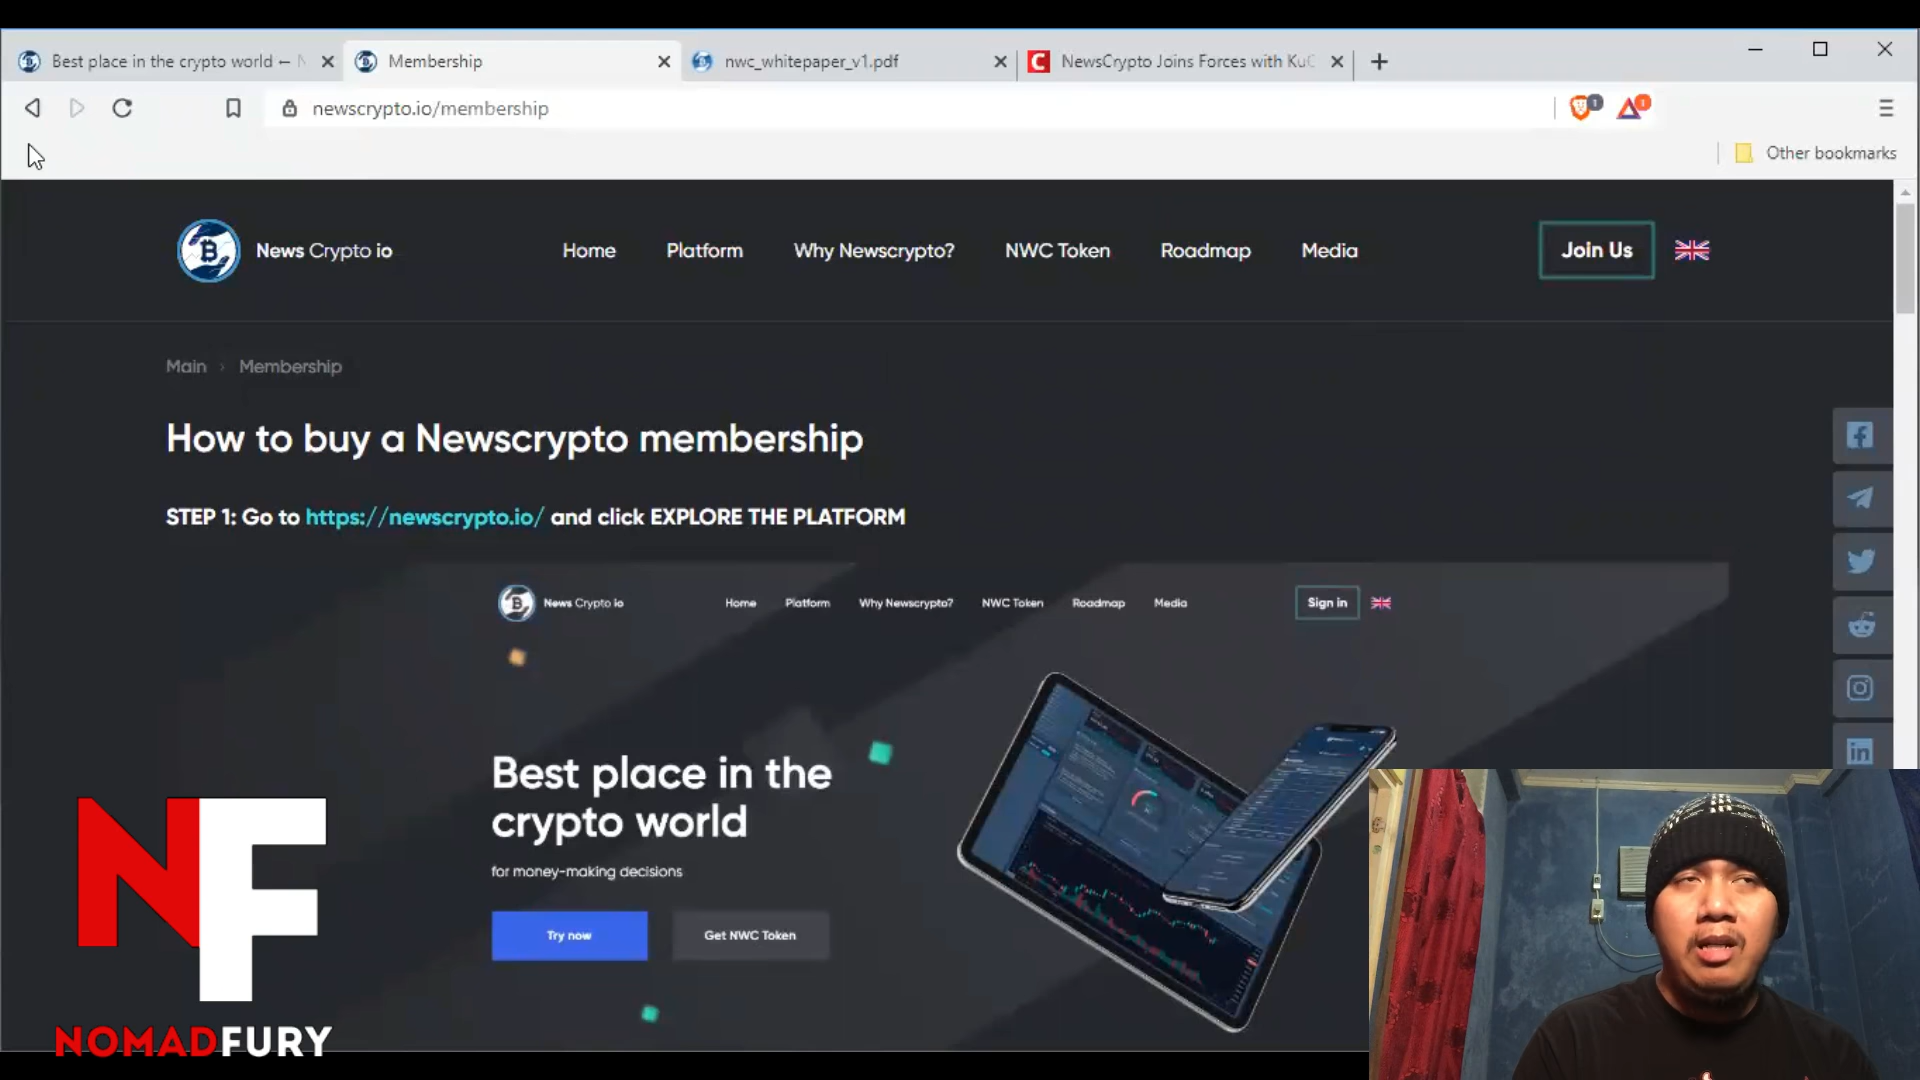 Best place in the crypto world ←
Membership
nwc_whitepaper_v1.pdf
NewsCrypto Joins Forces with KuC
newscrypto.io/membership
1
1
Other bookmarks
News Crypto io
Home
Platform
Why Newscrypto?
NWC Token
Roadmap
Media
Join Us
Main › Membership
How to buy a Newscrypto membership
STEP 1: Go to https://newscrypto.io/ and click EXPLORE THE PLATFORM
News Crypto io
Home
Platform
Why Newscrypto?
NWC Token
Roadmap
Media
Sign in
Best place in the
crypto world
for money-making decisions
Try now
Get NWC Token
NF
NOMADFURY